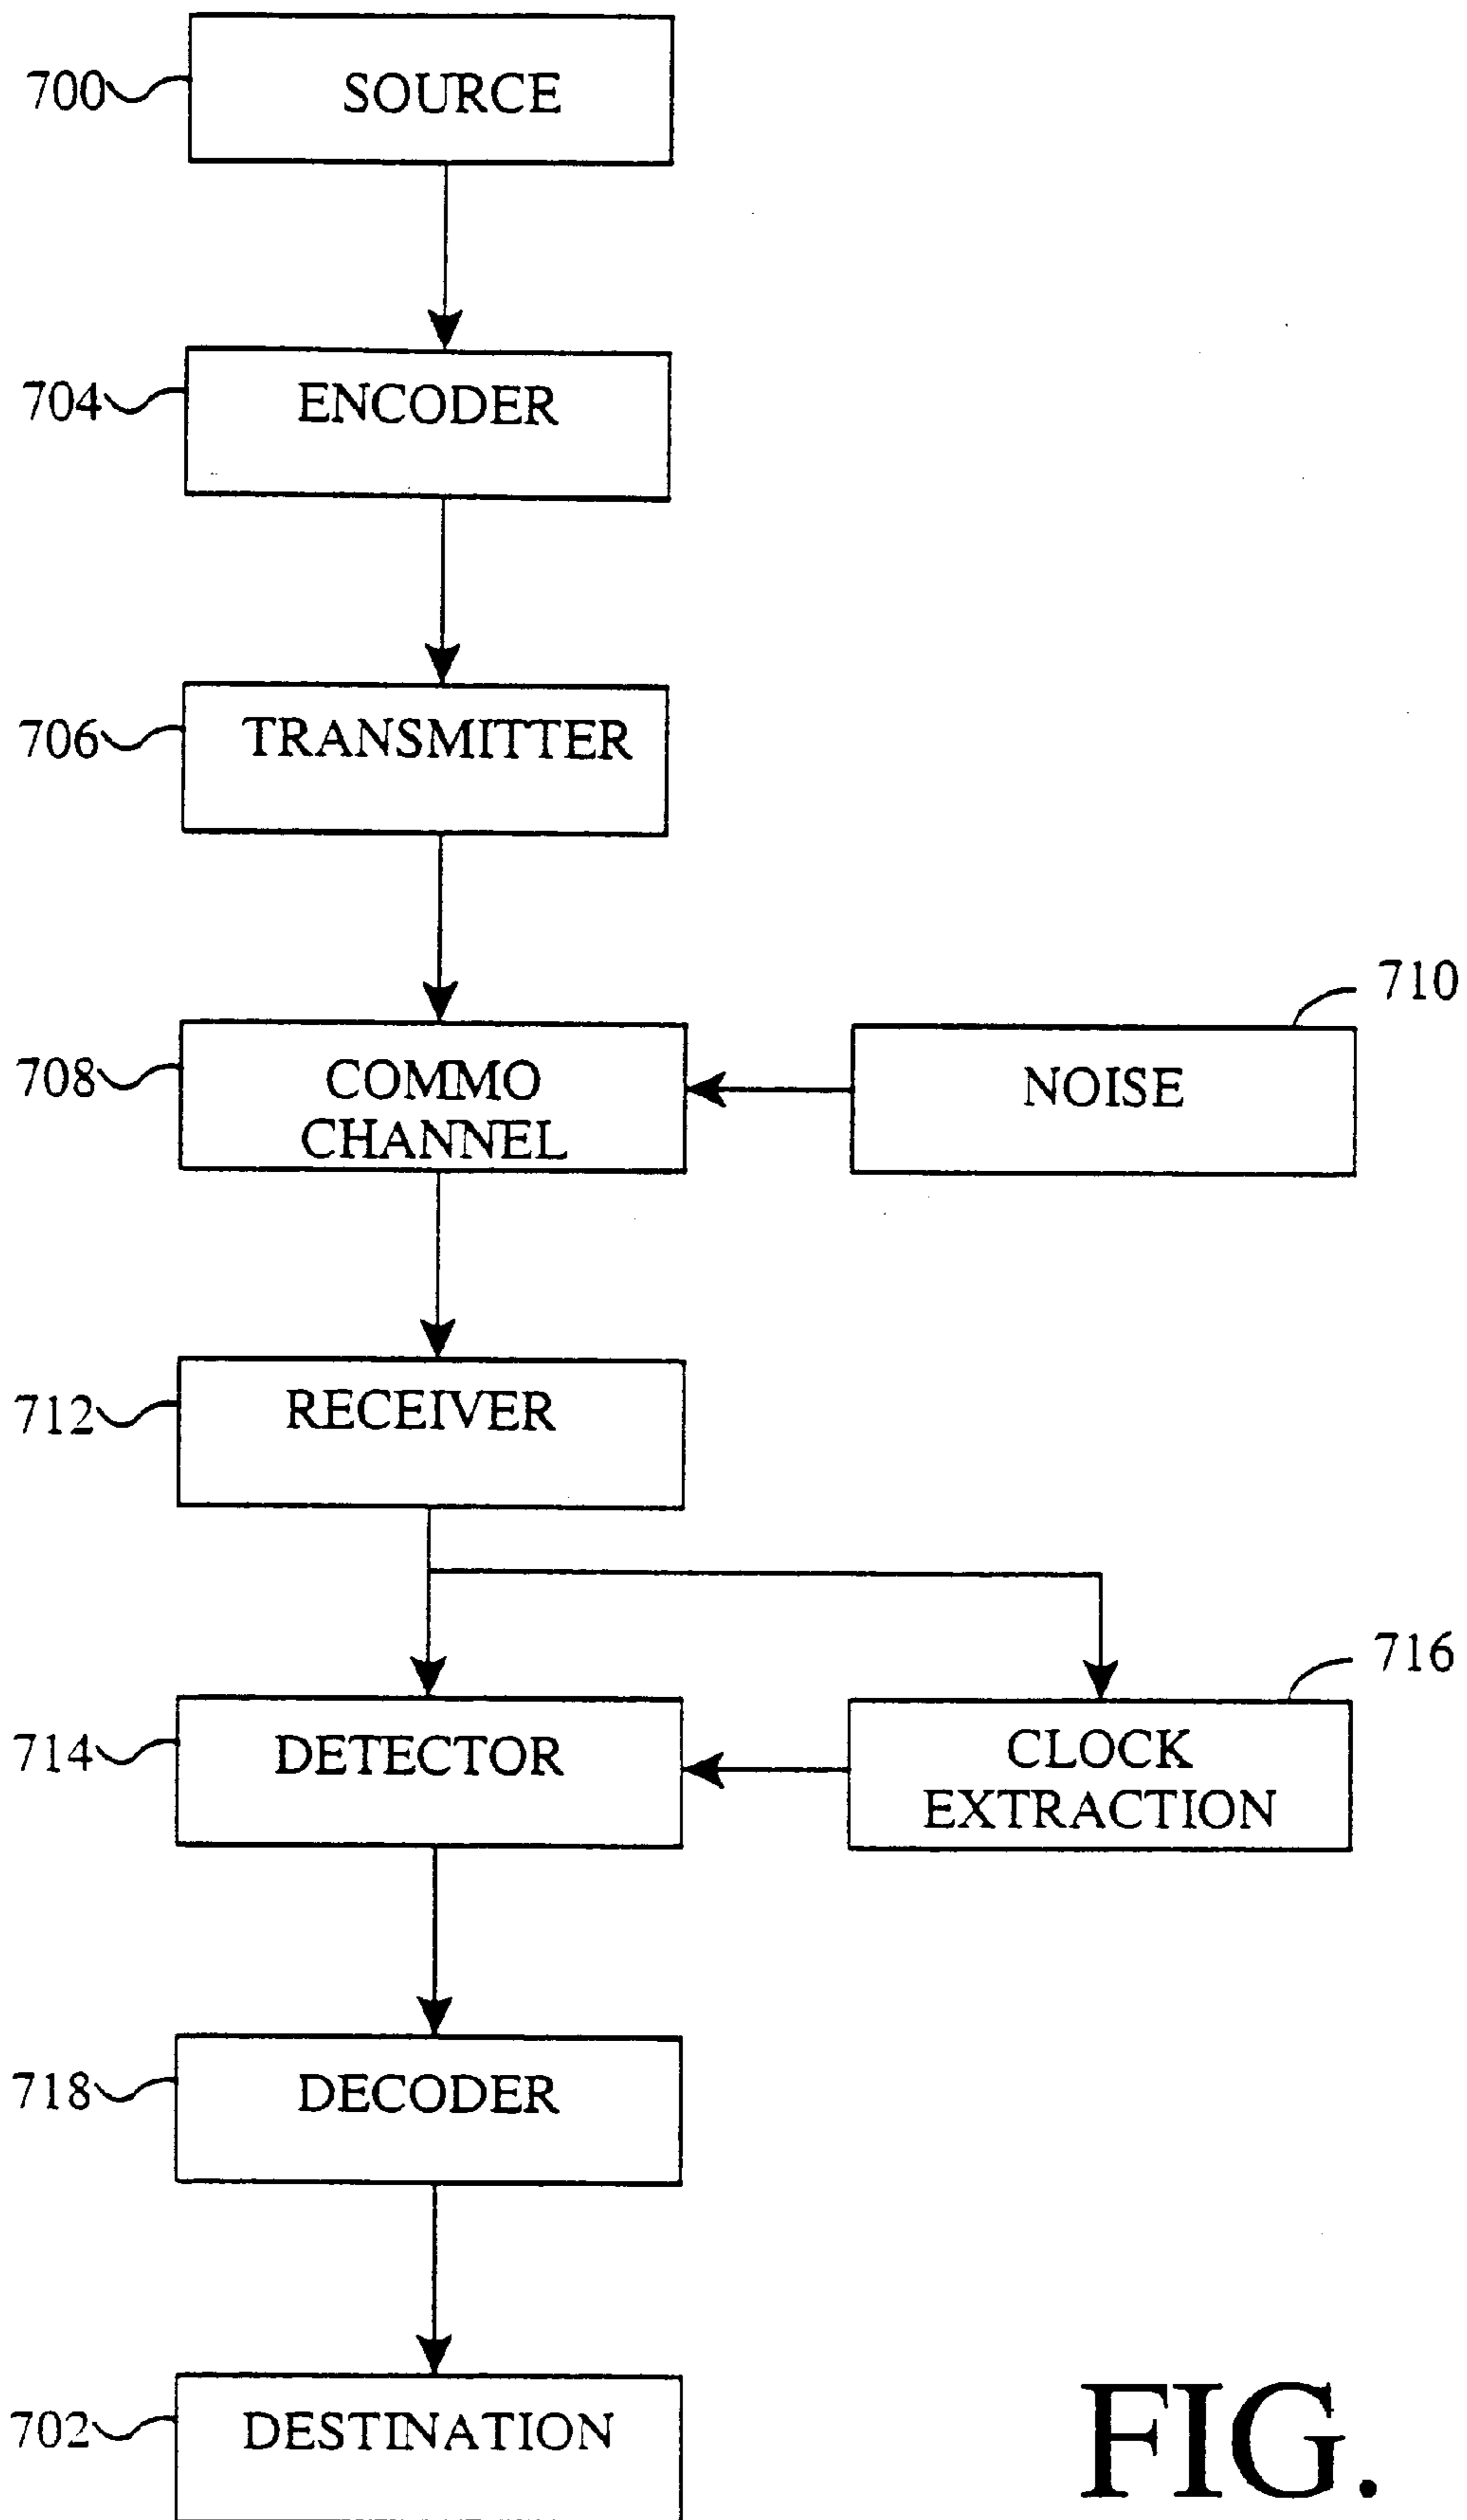 700 SOURCE
704 ENCODER
706 TRANSMITTER
710
708 COMMO NOISE
CHANNEL
712 RECEIVER
716
714 DETECTOR CLOCK
EXTRACTION
718 DECODER
702 DESTINATION
FIG.